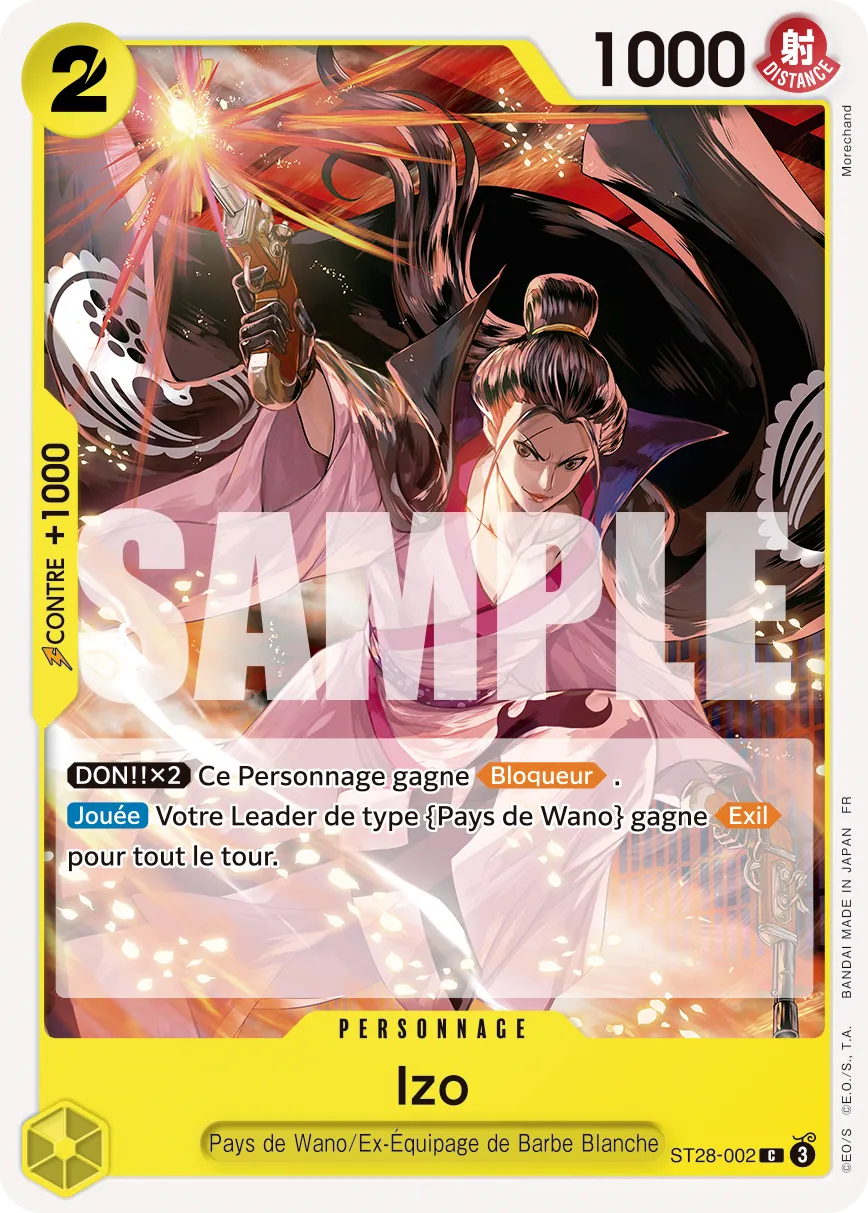 2
1000
射
DISTANCE
Morechand
CONTRE +1000
SAMPLE
DON!!×2 Ce Personnage gagne Bloqueur .
Jouée Votre Leader de type {Pays de Wano} gagne Exil
pour tout le tour.
PERSONNAGE
Izo
Pays de Wano/Ex-Équipage de Barbe Blanche
ST28-002 C 3
©EO/S ©E.O./S., T.A. BANDAI MADE IN JAPAN FR